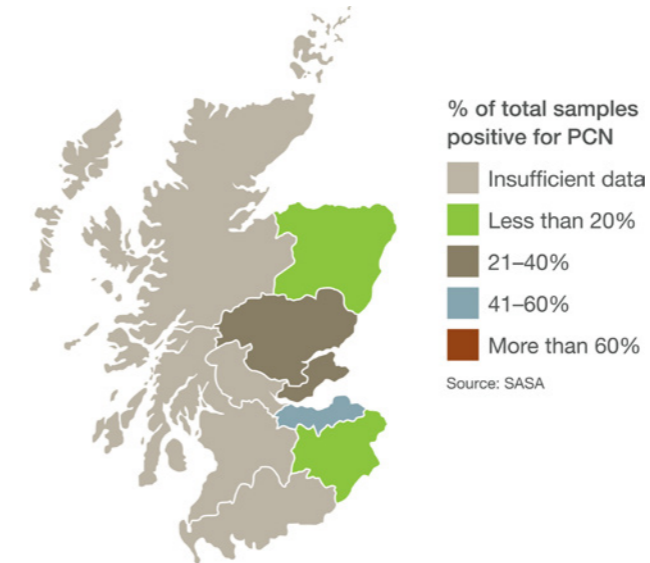 % of total samples
positive for PCN
Insufficient data
Less than 20%
21–40%
41–60%
More than 60%
Source: SASA